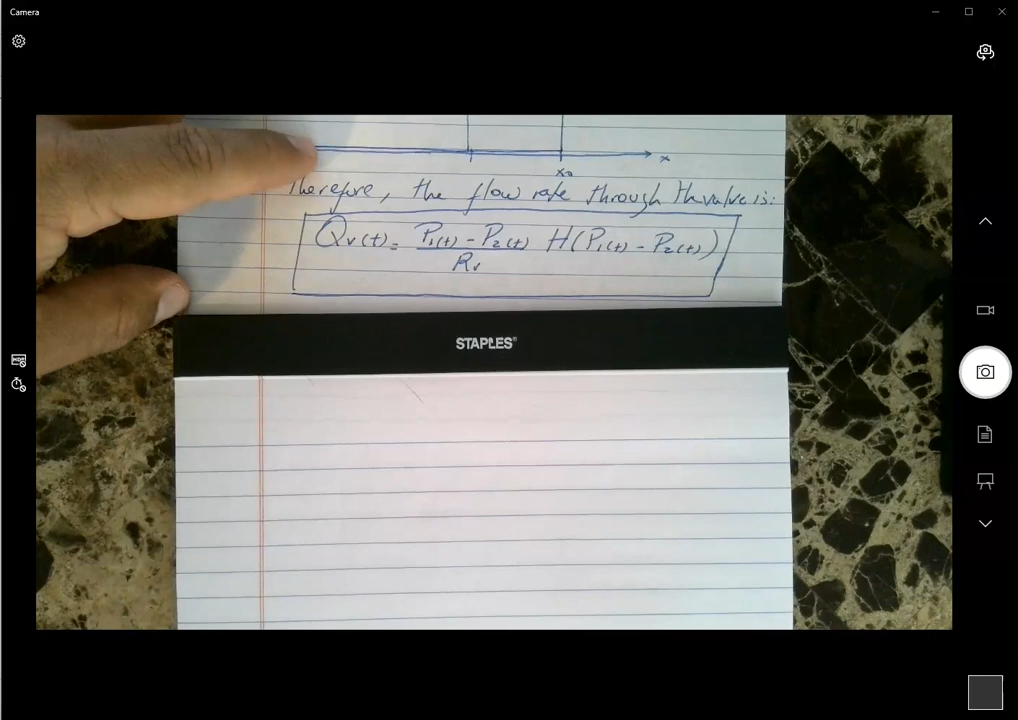 Camera
x
x₀
Therefore, the flow rate through the valve is:
Qv(t) = P₁(t) - P₂(t) / Rv H(P₁(t) - P₂(t))
STAPLES®